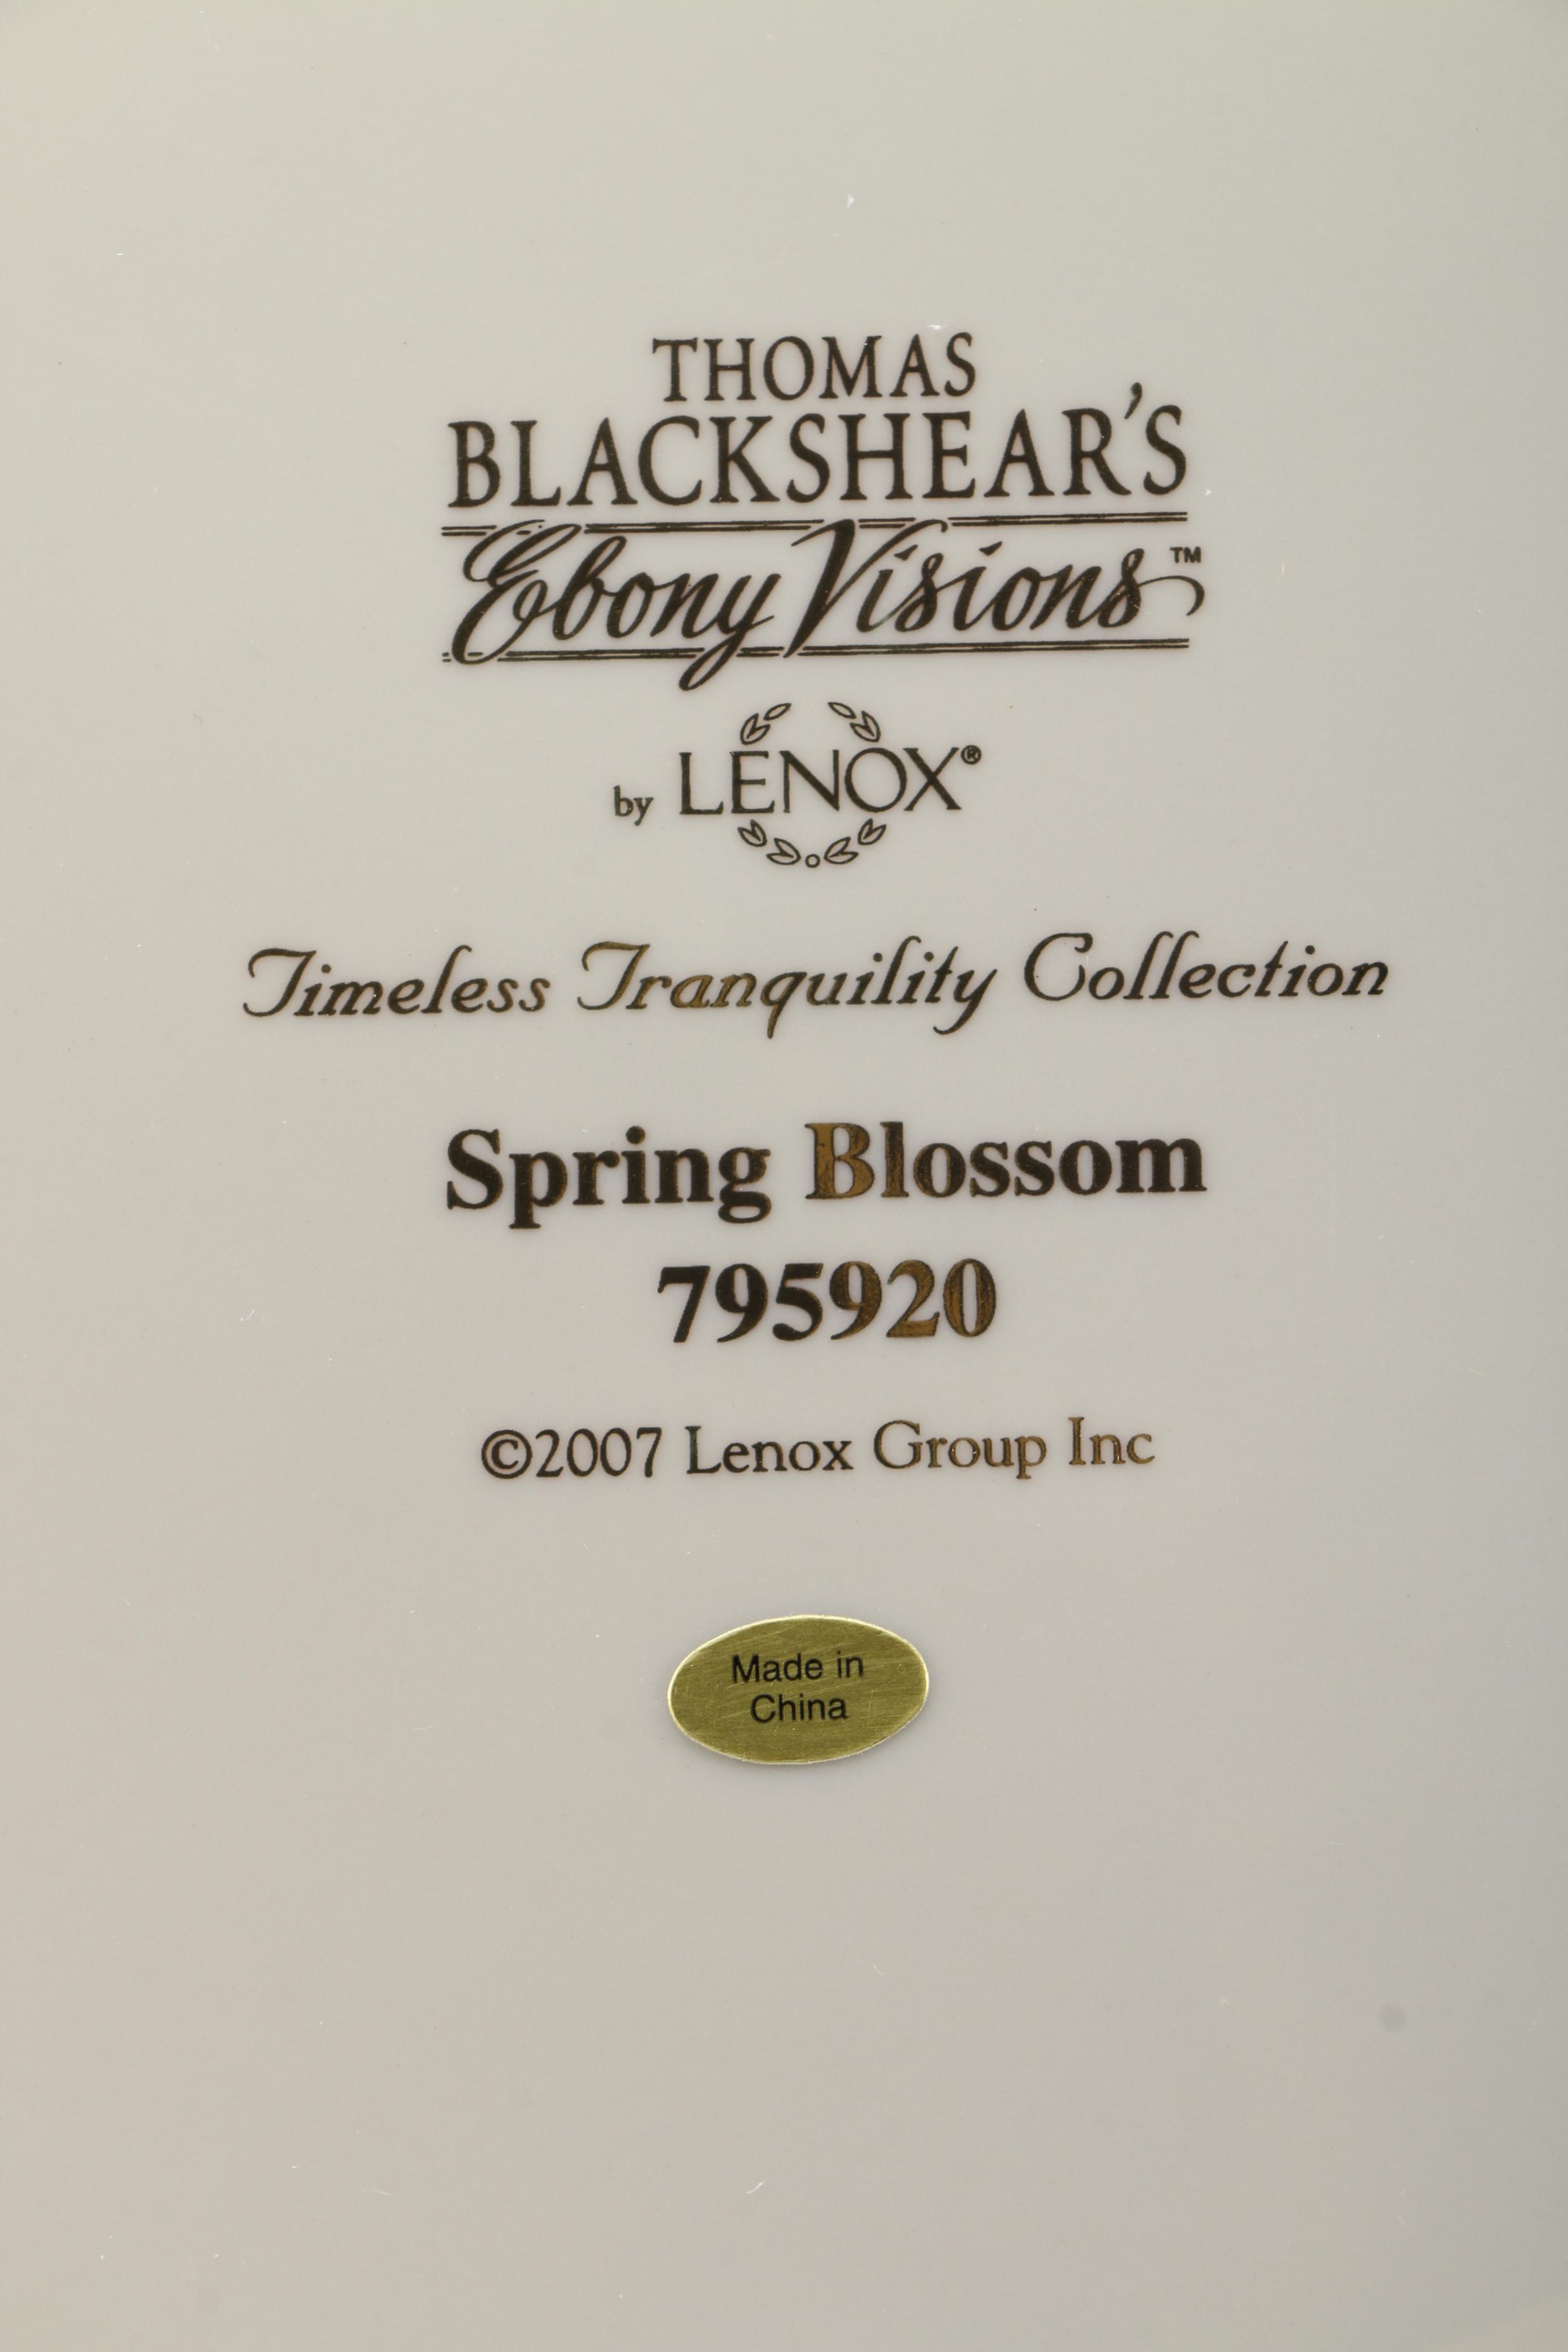 THOMAS
BLACKSHEAR'S
Ebony Visions™
by LENOX®
Timeless Tranquility Collection
Spring Blossom
795920
©2007 Lenox Group Inc
Made in
China